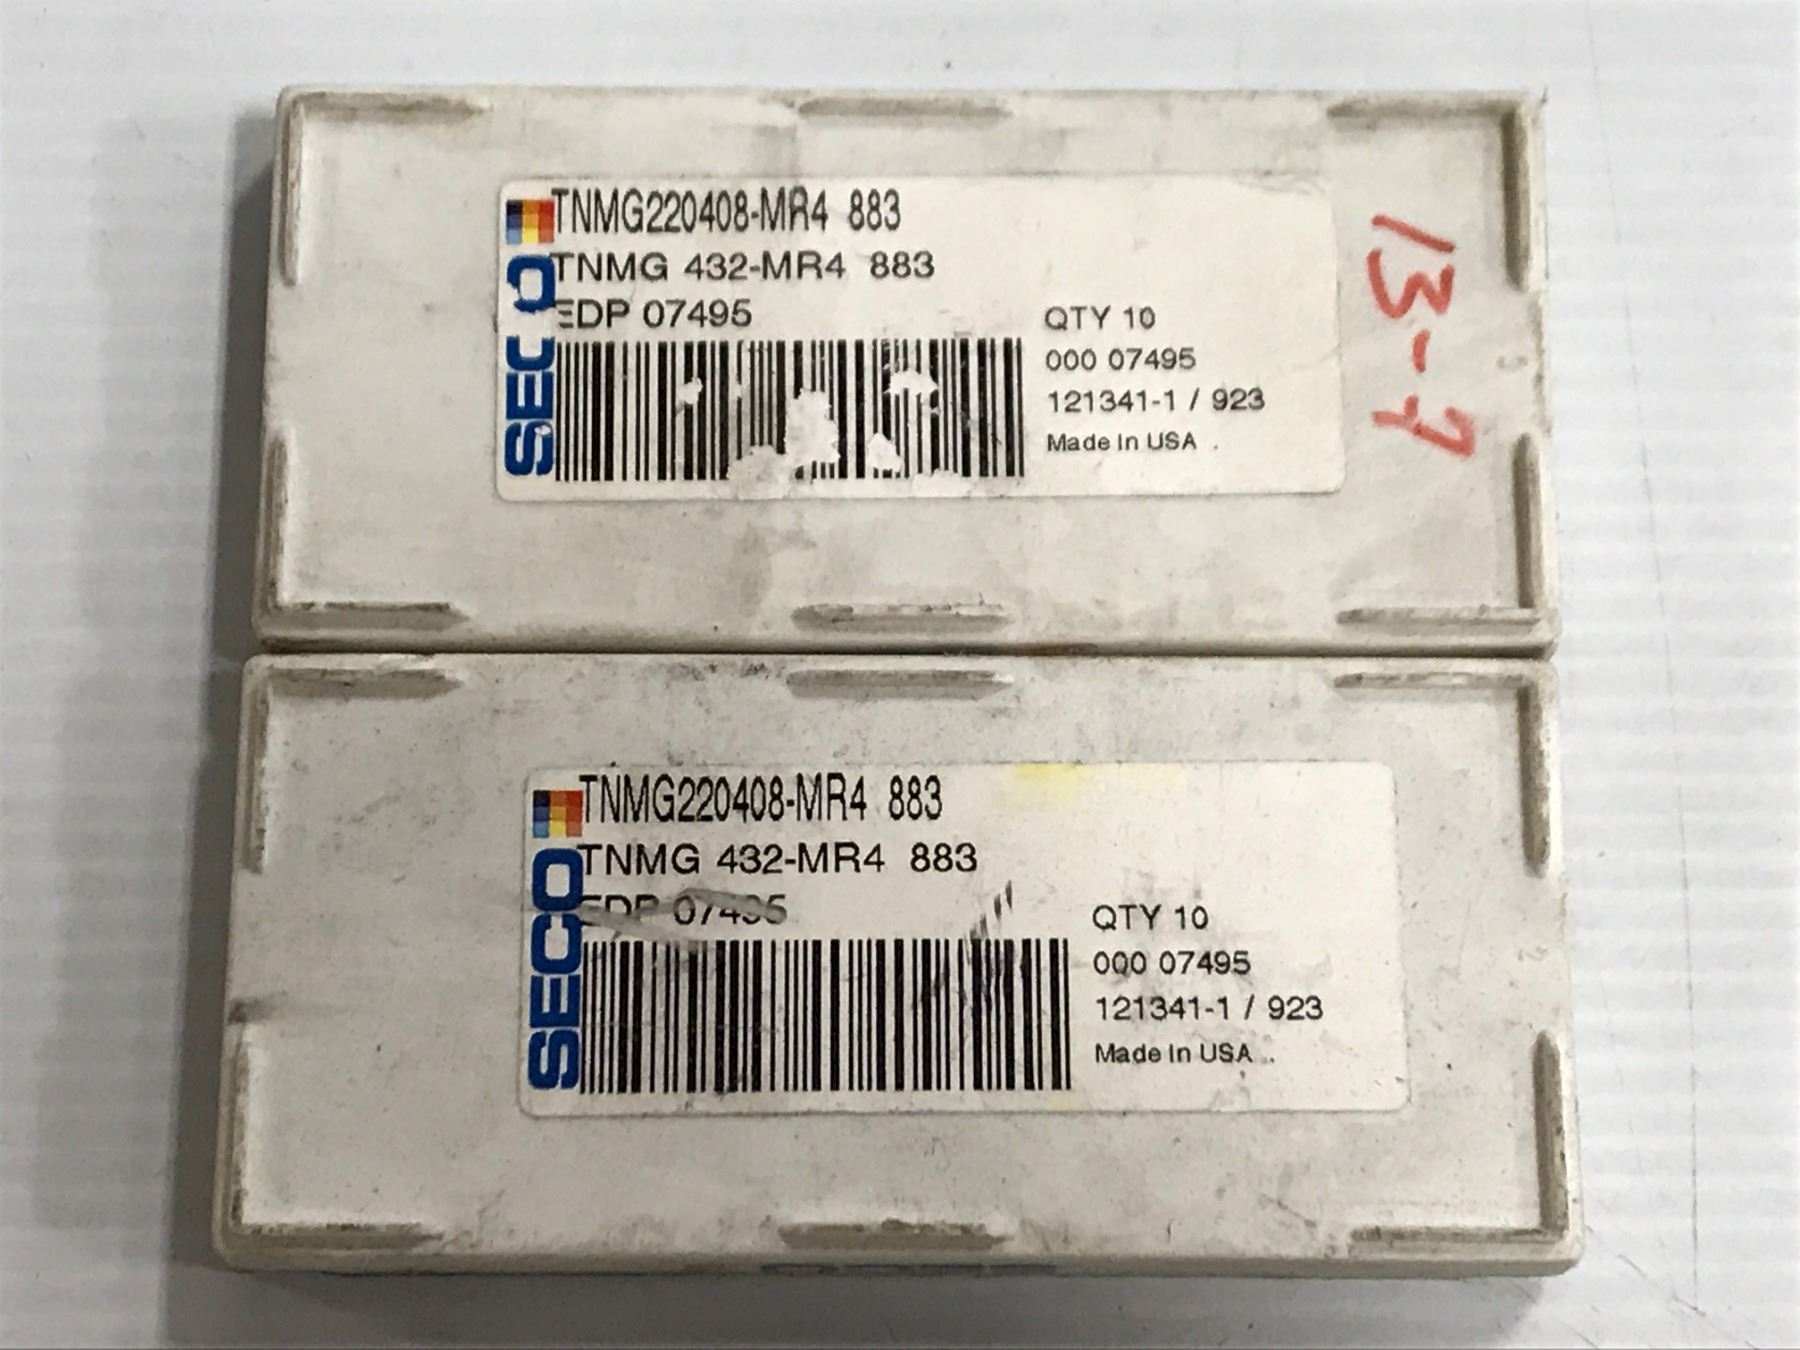 TNMG220408-MR4 883
TNMG 432-MR4 883
EDP 07495
SECO
QTY 10
000 07495
121341-1 / 923
Made In USA
13-7
TNMG220408-MR4 883
TNMG 432-MR4 883
EDP 07495
SECO
QTY 10
000 07495
121341-1 / 923
Made In USA